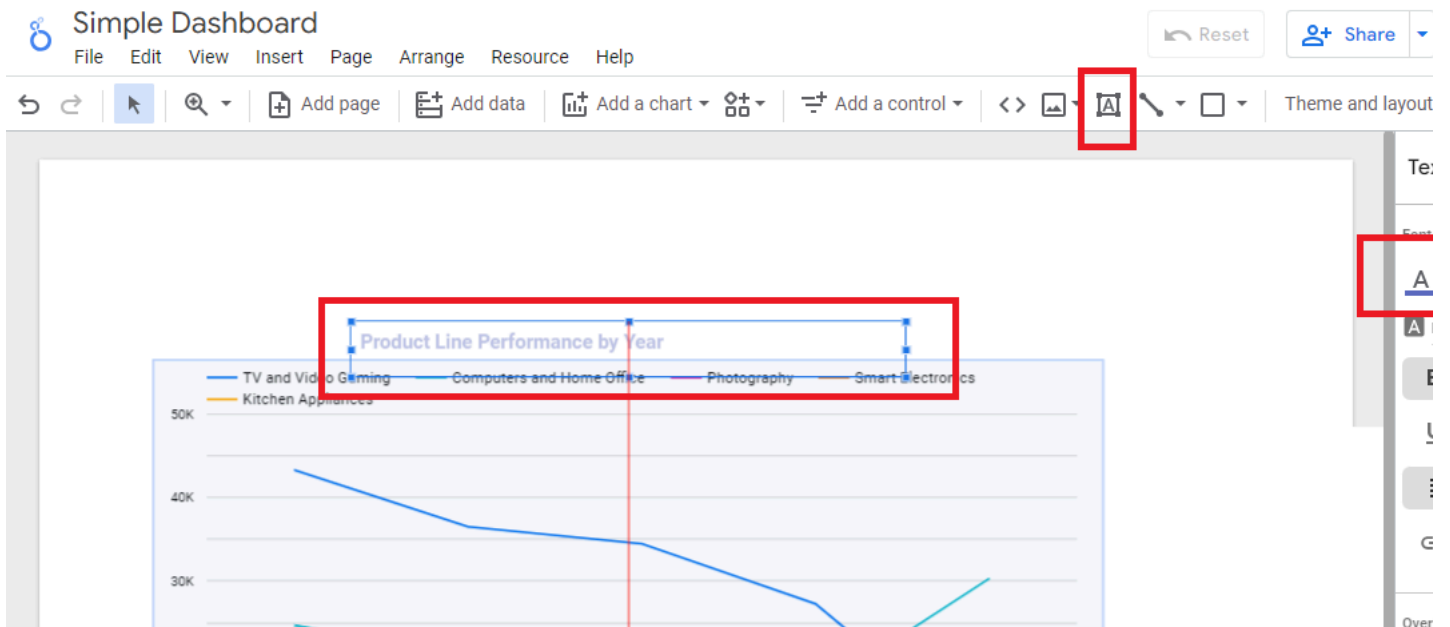 Simple Dashboard
Reset
Share
File Edit View Insert Page Arrange Resource Help
Add page Add data Add a chart Add a control Theme and layout
Product Line Performance by Year
TV and Video Gaming Computers and Home Office Photography Smart Electronics
Kitchen Appliances
50K
40K
30K